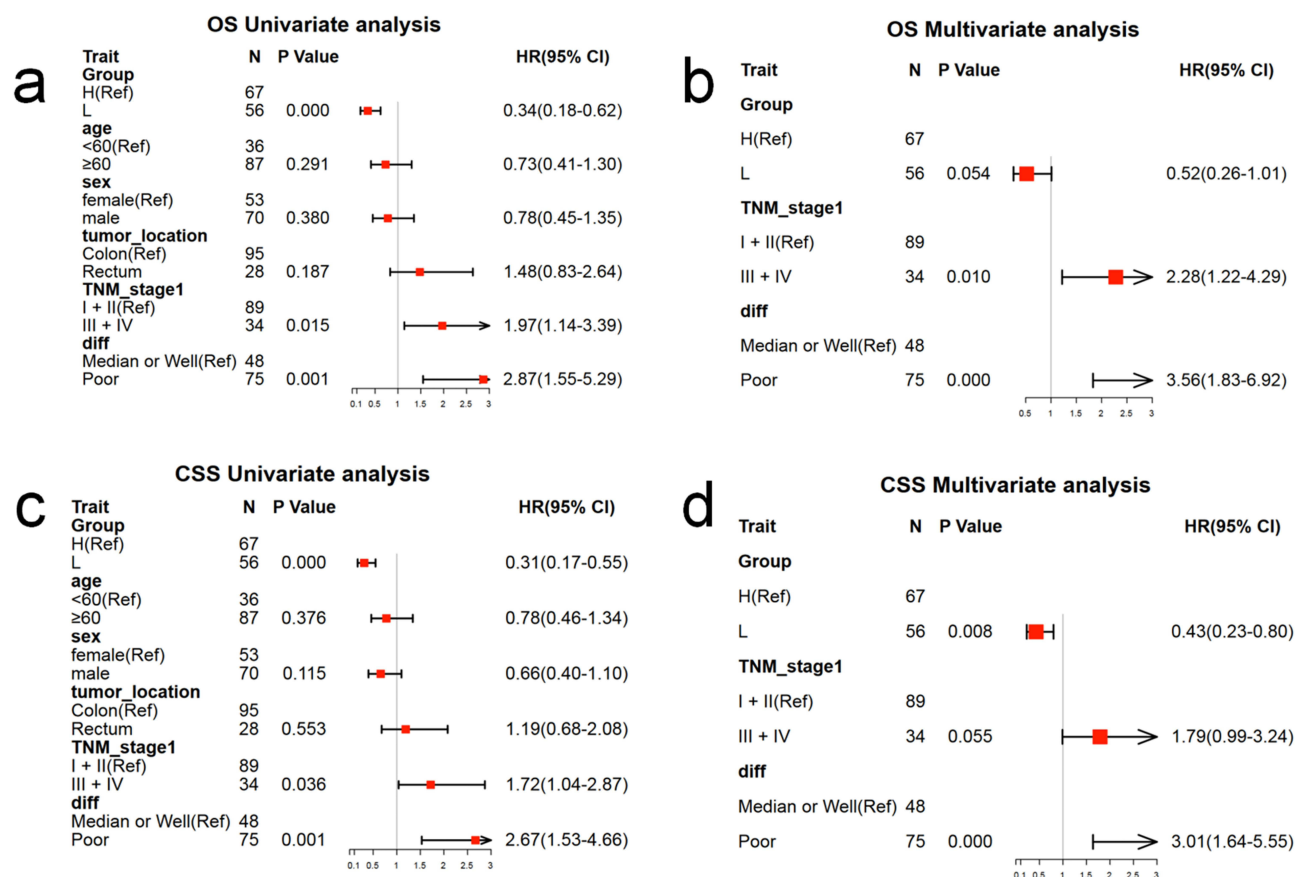 a
OS Univariate analysis
Trait N P Value HR(95% CI)
Group
H(Ref) 67
L 56 0.000 0.34(0.18-0.62)
age
<60(Ref) 36
≥60 87 0.291 0.73(0.41-1.30)
sex
female(Ref) 53
male 70 0.380 0.78(0.45-1.35)
tumor_location
Colon(Ref) 95
Rectum 28 0.187 1.48(0.83-2.64)
TNM_stage1
I + II(Ref) 89
III + IV 34 0.015 1.97(1.14-3.39)
diff
Median or Well(Ref) 48
Poor 75 0.001 2.87(1.55-5.29)
0.1 0.5 1 1.5 2 2.5 3
b
OS Multivariate analysis
Trait N P Value HR(95% CI)
Group
H(Ref) 67
L 56 0.054 0.52(0.26-1.01)
TNM_stage1
I + II(Ref) 89
III + IV 34 0.010 2.28(1.22-4.29)
diff
Median or Well(Ref) 48
Poor 75 0.000 3.56(1.83-6.92)
0.5 1 1.5 2 2.5 3
c
CSS Univariate analysis
Trait N P Value HR(95% CI)
Group
H(Ref) 67
L 56 0.000 0.31(0.17-0.55)
age
<60(Ref) 36
≥60 87 0.376 0.78(0.46-1.34)
sex
female(Ref) 53
male 70 0.115 0.66(0.40-1.10)
tumor_location
Colon(Ref) 95
Rectum 28 0.553 1.19(0.68-2.08)
TNM_stage1
I + II(Ref) 89
III + IV 34 0.036 1.72(1.04-2.87)
diff
Median or Well(Ref) 48
Poor 75 0.001 2.67(1.53-4.66)
0.1 0.5 1 1.5 2 2.5 3
d
CSS Multivariate analysis
Trait N P Value HR(95% CI)
Group
H(Ref) 67
L 56 0.008 0.43(0.23-0.80)
TNM_stage1
I + II(Ref) 89
III + IV 34 0.055 1.79(0.99-3.24)
diff
Median or Well(Ref) 48
Poor 75 0.000 3.01(1.64-5.55)
0.1 0.5 1 1.5 2 2.5 3